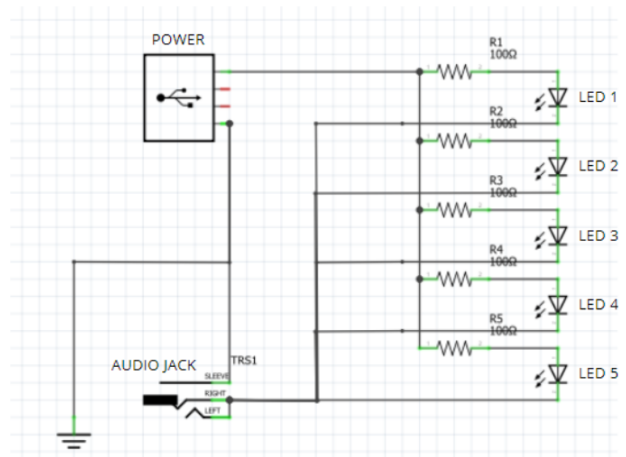 POWER
R1
100Ω
LED 1
R2
100Ω
LED 2
R3
100Ω
LED 3
R4
100Ω
LED 4
R5
100Ω
LED 5
AUDIO JACK
TRS1
SLEEVE
RIGHT
LEFT